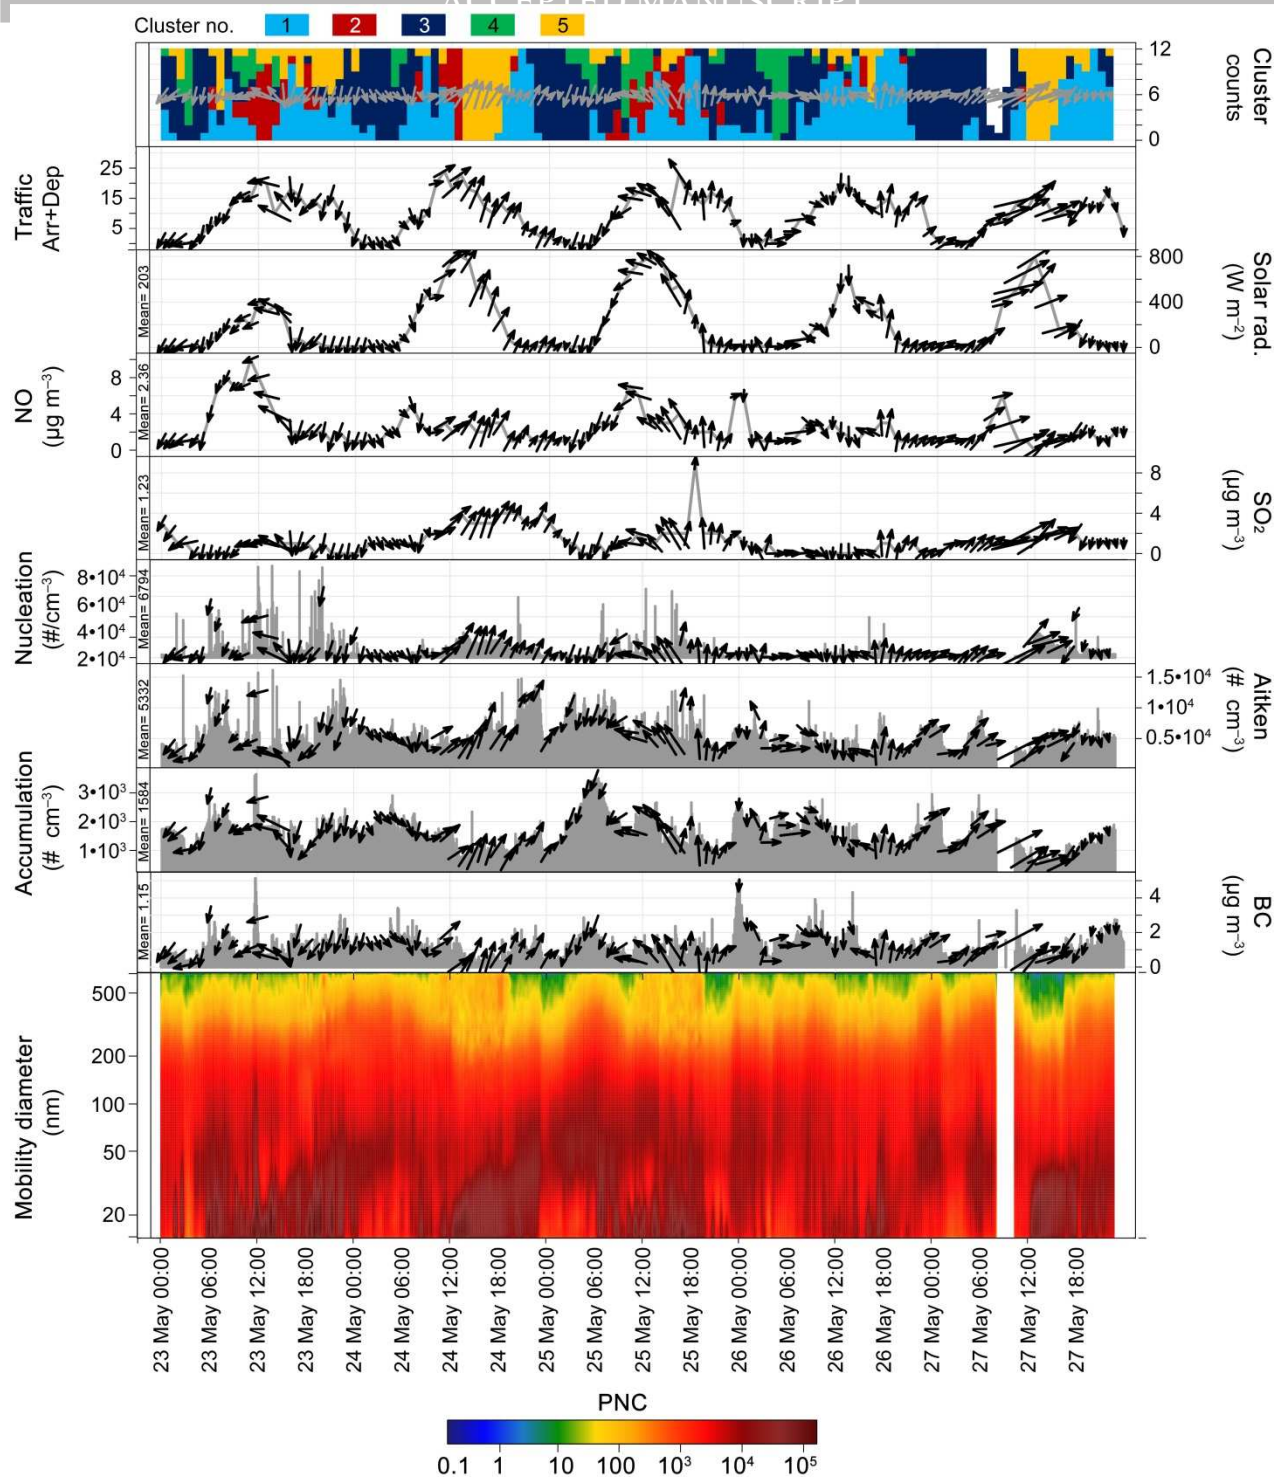 ACCEPTED MANUSCRIPT
Cluster no. 1 2 3 4 5
Cluster counts
12
6
0
Traffic
Arr+Dep
25
15
5
Solar rad.
(W m⁻²)
800
400
0
Mean= 203
NO
(µg m⁻³)
8
4
0
Mean= 2.36
SO₂
(µg m⁻³)
8
4
0
Mean= 1.23
Nucleation
(#/cm⁻³)
8•10⁴
6•10⁴
4•10⁴
2•10⁴
Mean= 6794
Aitken
(# cm⁻³)
1.5•10⁴
1•10⁴
0.5•10⁴
Mean= 5332
Accumulation
(# cm⁻³)
3•10³
2•10³
1•10³
Mean= 1584
BC
(µg m⁻³)
4
2
0
Mean= 1.15
Mobility diameter
(nm)
500
200
100
50
20
23 May 00:00
23 May 06:00
23 May 12:00
23 May 18:00
24 May 00:00
24 May 06:00
24 May 12:00
24 May 18:00
25 May 00:00
25 May 06:00
25 May 12:00
25 May 18:00
26 May 00:00
26 May 06:00
26 May 12:00
26 May 18:00
27 May 00:00
27 May 06:00
27 May 12:00
27 May 18:00
PNC
0.1 1 10 100 10³ 10⁴ 10⁵